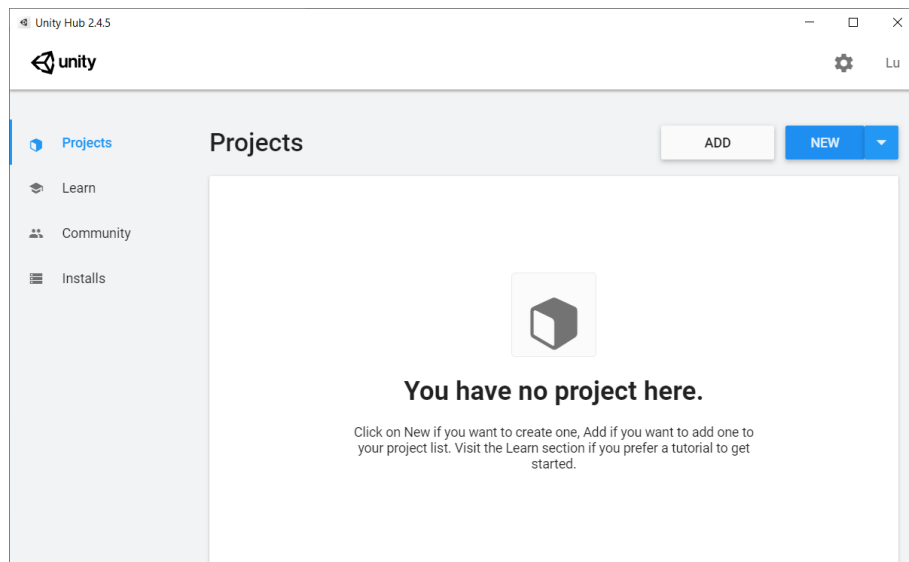 Unity Hub 2.4.5
unity
Lu
Projects
Learn
Community
Installs
Projects
ADD
NEW
You have no project here.
Click on New if you want to create one, Add if you want to add one to
your project list. Visit the Learn section if you prefer a tutorial to get
started.